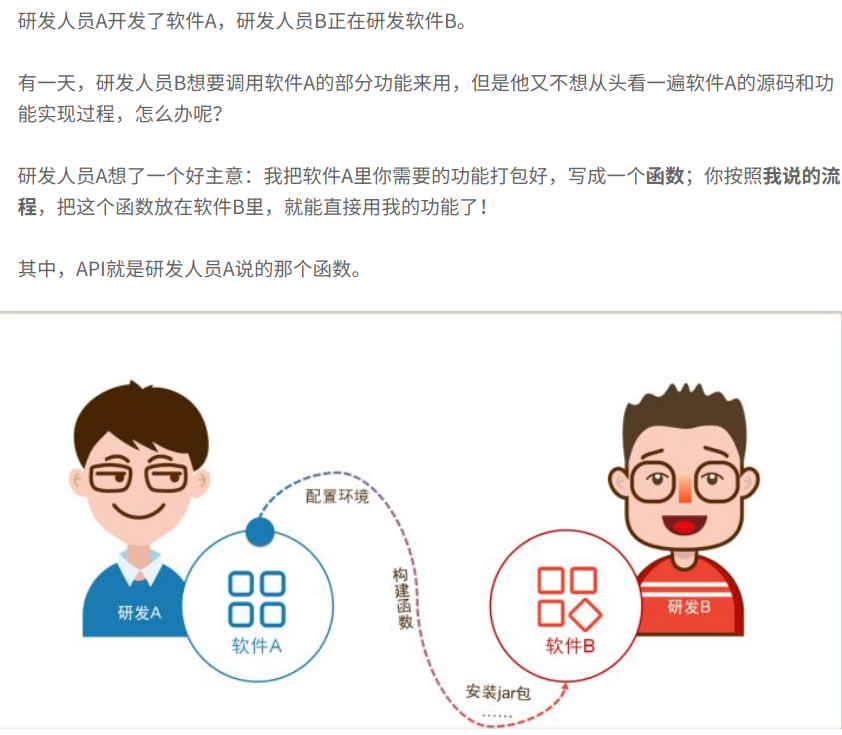 研发人员A开发了软件A，研发人员B正在研发软件B。
有一天，研发人员B想要调用软件A的部分功能来用，但是他又不想从头看一遍软件A的源码和功
能实现过程，怎么办呢？
研发人员A想了一个好主意：我把软件A里你需要的功能打包好，写成一个函数；你按照我说的流
程，把这个函数放在软件B里，就能直接用我的功能了！
其中，API就是研发人员A说的那个函数。
配置环境
构建函数
研发A
研发B
软件A
软件B
安装jar包
......